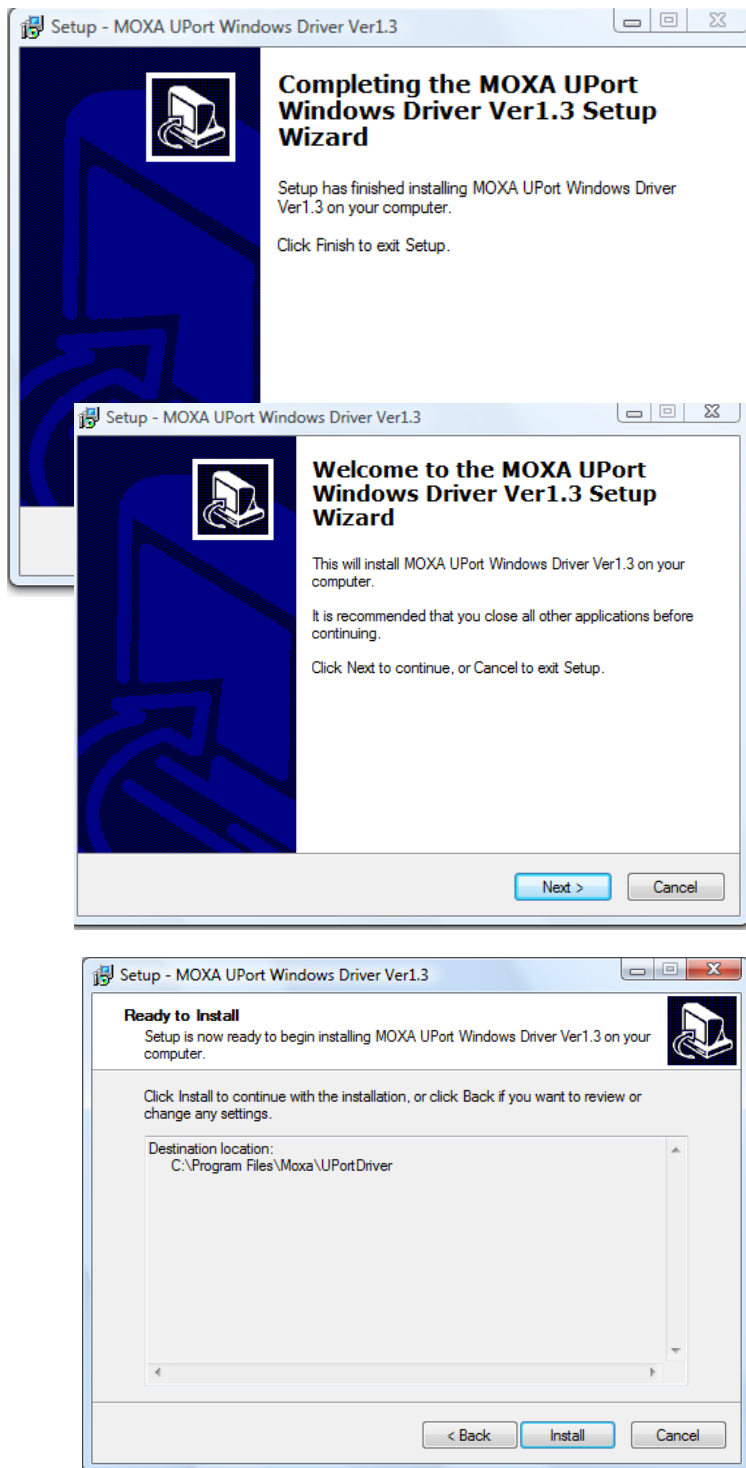 Setup - MOXA UPort Windows Driver Ver1.3
Completing the MOXA UPort
Windows Driver Ver1.3 Setup
Wizard
Setup has finished installing MOXA UPort Windows Driver
Ver1.3 on your computer.
Click Finish to exit Setup.
Setup - MOXA UPort Windows Driver Ver1.3
Welcome to the MOXA UPort
Windows Driver Ver1.3 Setup
Wizard
This will install MOXA UPort Windows Driver Ver1.3 on your
computer.
It is recommended that you close all other applications before
continuing.
Click Next to continue, or Cancel to exit Setup.
Next >
Cancel
Setup - MOXA UPort Windows Driver Ver1.3
Ready to Install
Setup is now ready to begin installing MOXA UPort Windows Driver Ver1.3 on your
computer.
Click Install to continue with the installation, or click Back if you want to review or
change any settings.
Destination location:
C:\Program Files\Moxa\UPortDriver
< Back
Install
Cancel